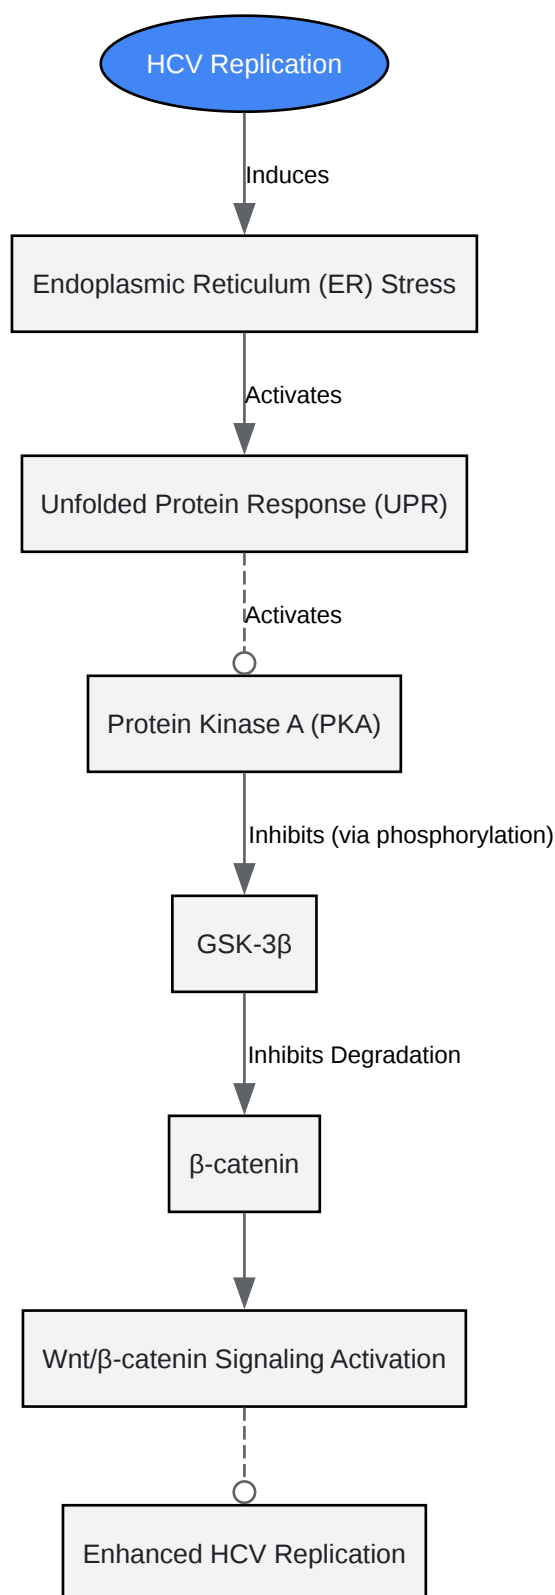 HCV Replication
Induces
Endoplasmic Reticulum (ER) Stress
Activates
Unfolded Protein Response (UPR)
Activates
Protein Kinase A (PKA)
Inhibits (via phosphorylation)
GSK-3β
Inhibits Degradation
β-catenin
Wnt/β-catenin Signaling Activation
Enhanced HCV Replication